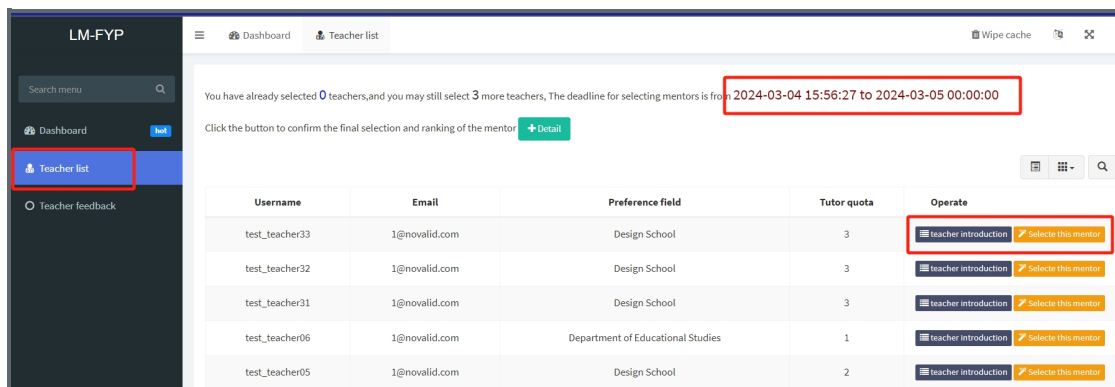 LM-FYP
Dashboard
Teacher list
Wipe cache
Search menu
Dashboard
hot
Teacher list
Teacher feedback
You have already selected 0 teachers,and you may still select 3 more teachers, The deadline for selecting mentors is from 2024-03-04 15:56:27 to 2024-03-05 00:00:00
Click the button to confirm the final selection and ranking of the mentor +Detail
Username Email Preference field Tutor quota Operate
test_teacher33 1@novalid.com Design School 3 teacher introduction Selecte this mentor
test_teacher32 1@novalid.com Design School 3 teacher introduction Selecte this mentor
test_teacher31 1@novalid.com Design School 3 teacher introduction Selecte this mentor
test_teacher06 1@novalid.com Department of Educational Studies 1 teacher introduction Selecte this mentor
test_teacher05 1@novalid.com Design School 2 teacher introduction Selecte this mentor